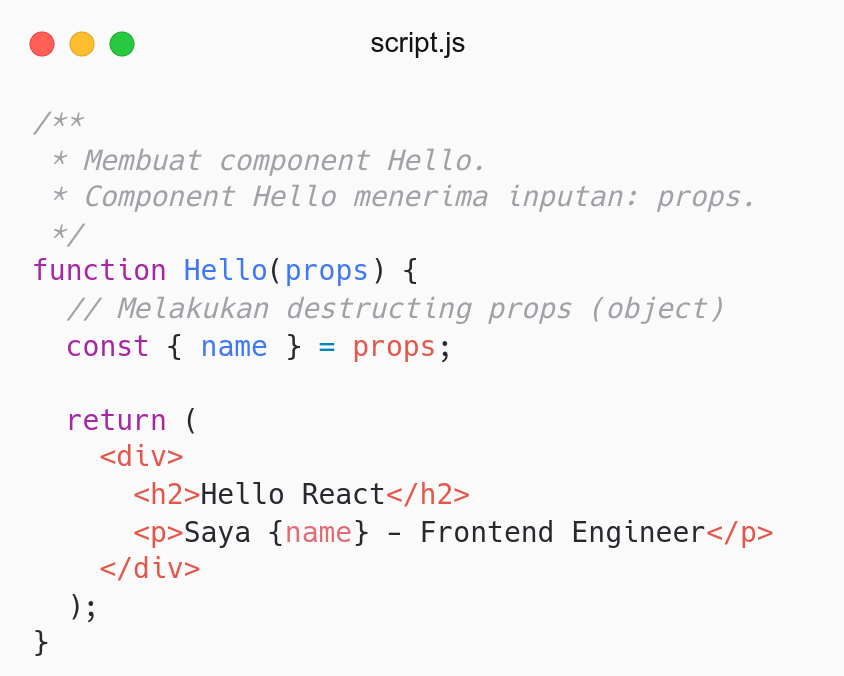 script.js
/**
 * Membuat component Hello.
 * Component Hello menerima inputan: props.
 */
function Hello(props) {
  // Melakukan destructing props (object)
  const { name } = props;

  return (
    <div>
      <h2>Hello React</h2>
      <p>Saya {name} - Frontend Engineer</p>
    </div>
  );
}